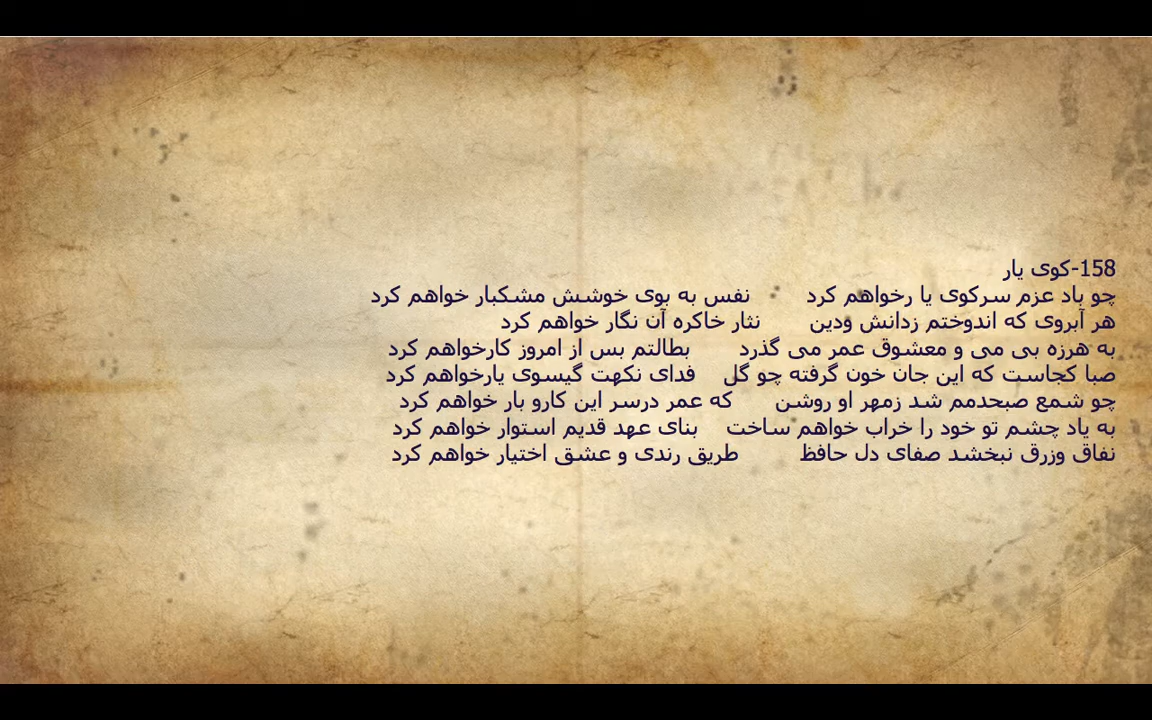 158-کوی یار
چو باد عزم سرکوی یا رخواهم کرد نفس به بوی خوشش مشکبار خواهم کرد
هر آبروی که اندوختم زدانش ودین نثار خاکره آن نگار خواهم کرد
به هرزه بی می و معشوق عمر می گذرد بطالتم بس از امروز کارخواهم کرد
صبا کجاست که این جان خون گرفته چو گل فدای نکهت گیسوی یارخواهم کرد
چو شمع صبحدمم شد زمهر او روشن که عمر درسر این کارو بار خواهم کرد
به یاد چشم تو خود را خراب خواهم ساخت بنای عهد قدیم استوار خواهم کرد
نفاق وزرق نبخشد صفای دل حافظ طریق رندی و عشق اختیار خواهم کرد